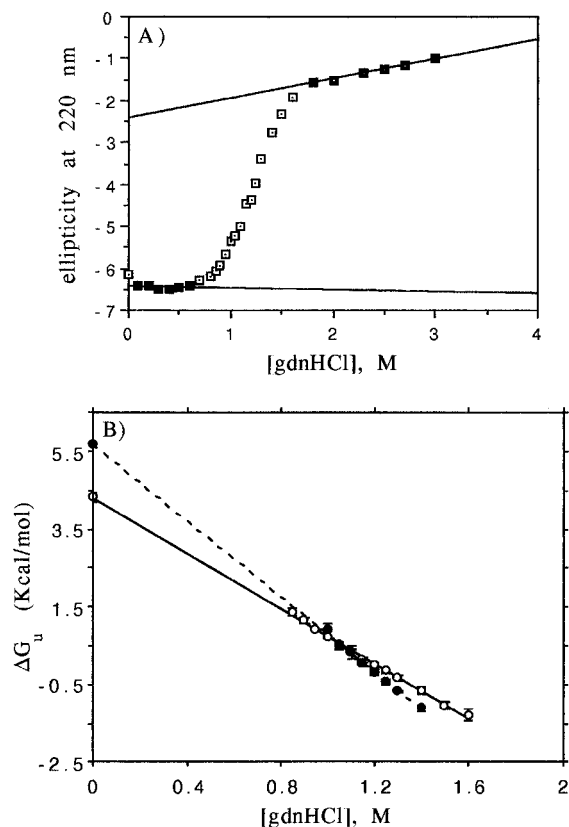 A)
ellipticity at 220 nm
- 0
- 1
- 2
- 3
- 4
- 5
- 6
- 7
0 1 2 3 4
[gdnHCl], M
B)
ΔGu (Kcal/mol)
5.5
3.5
1.5
-0.5
-2.5
0 0.4 0.8 1.2 1.6 2
[gdnHCl], M